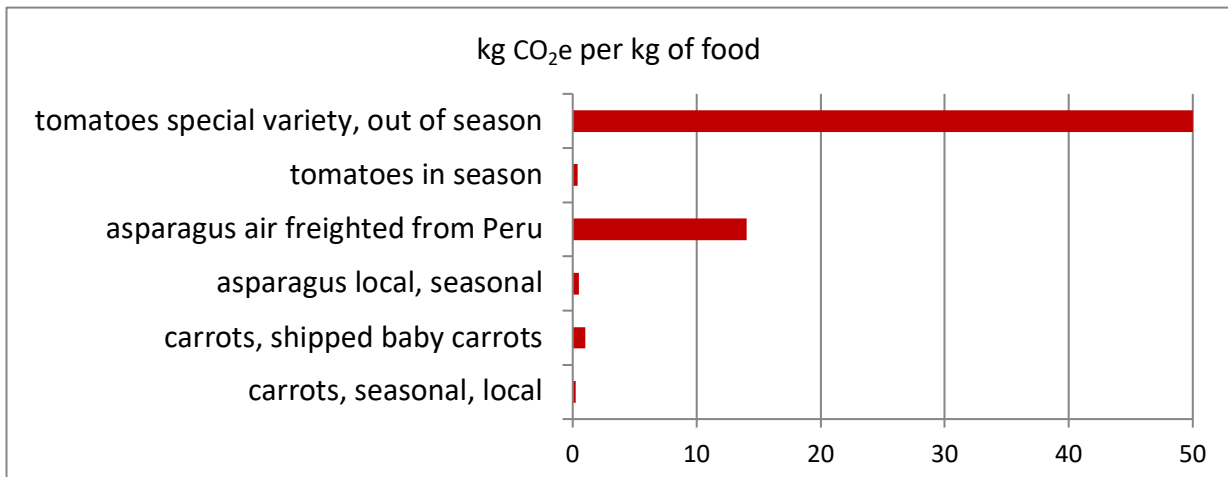 kg CO₂e per kg of food
tomatoes special variety, out of season
tomatoes in season
asparagus air freighted from Peru
asparagus local, seasonal
carrots, shipped baby carrots
carrots, seasonal, local
0 10 20 30 40 50